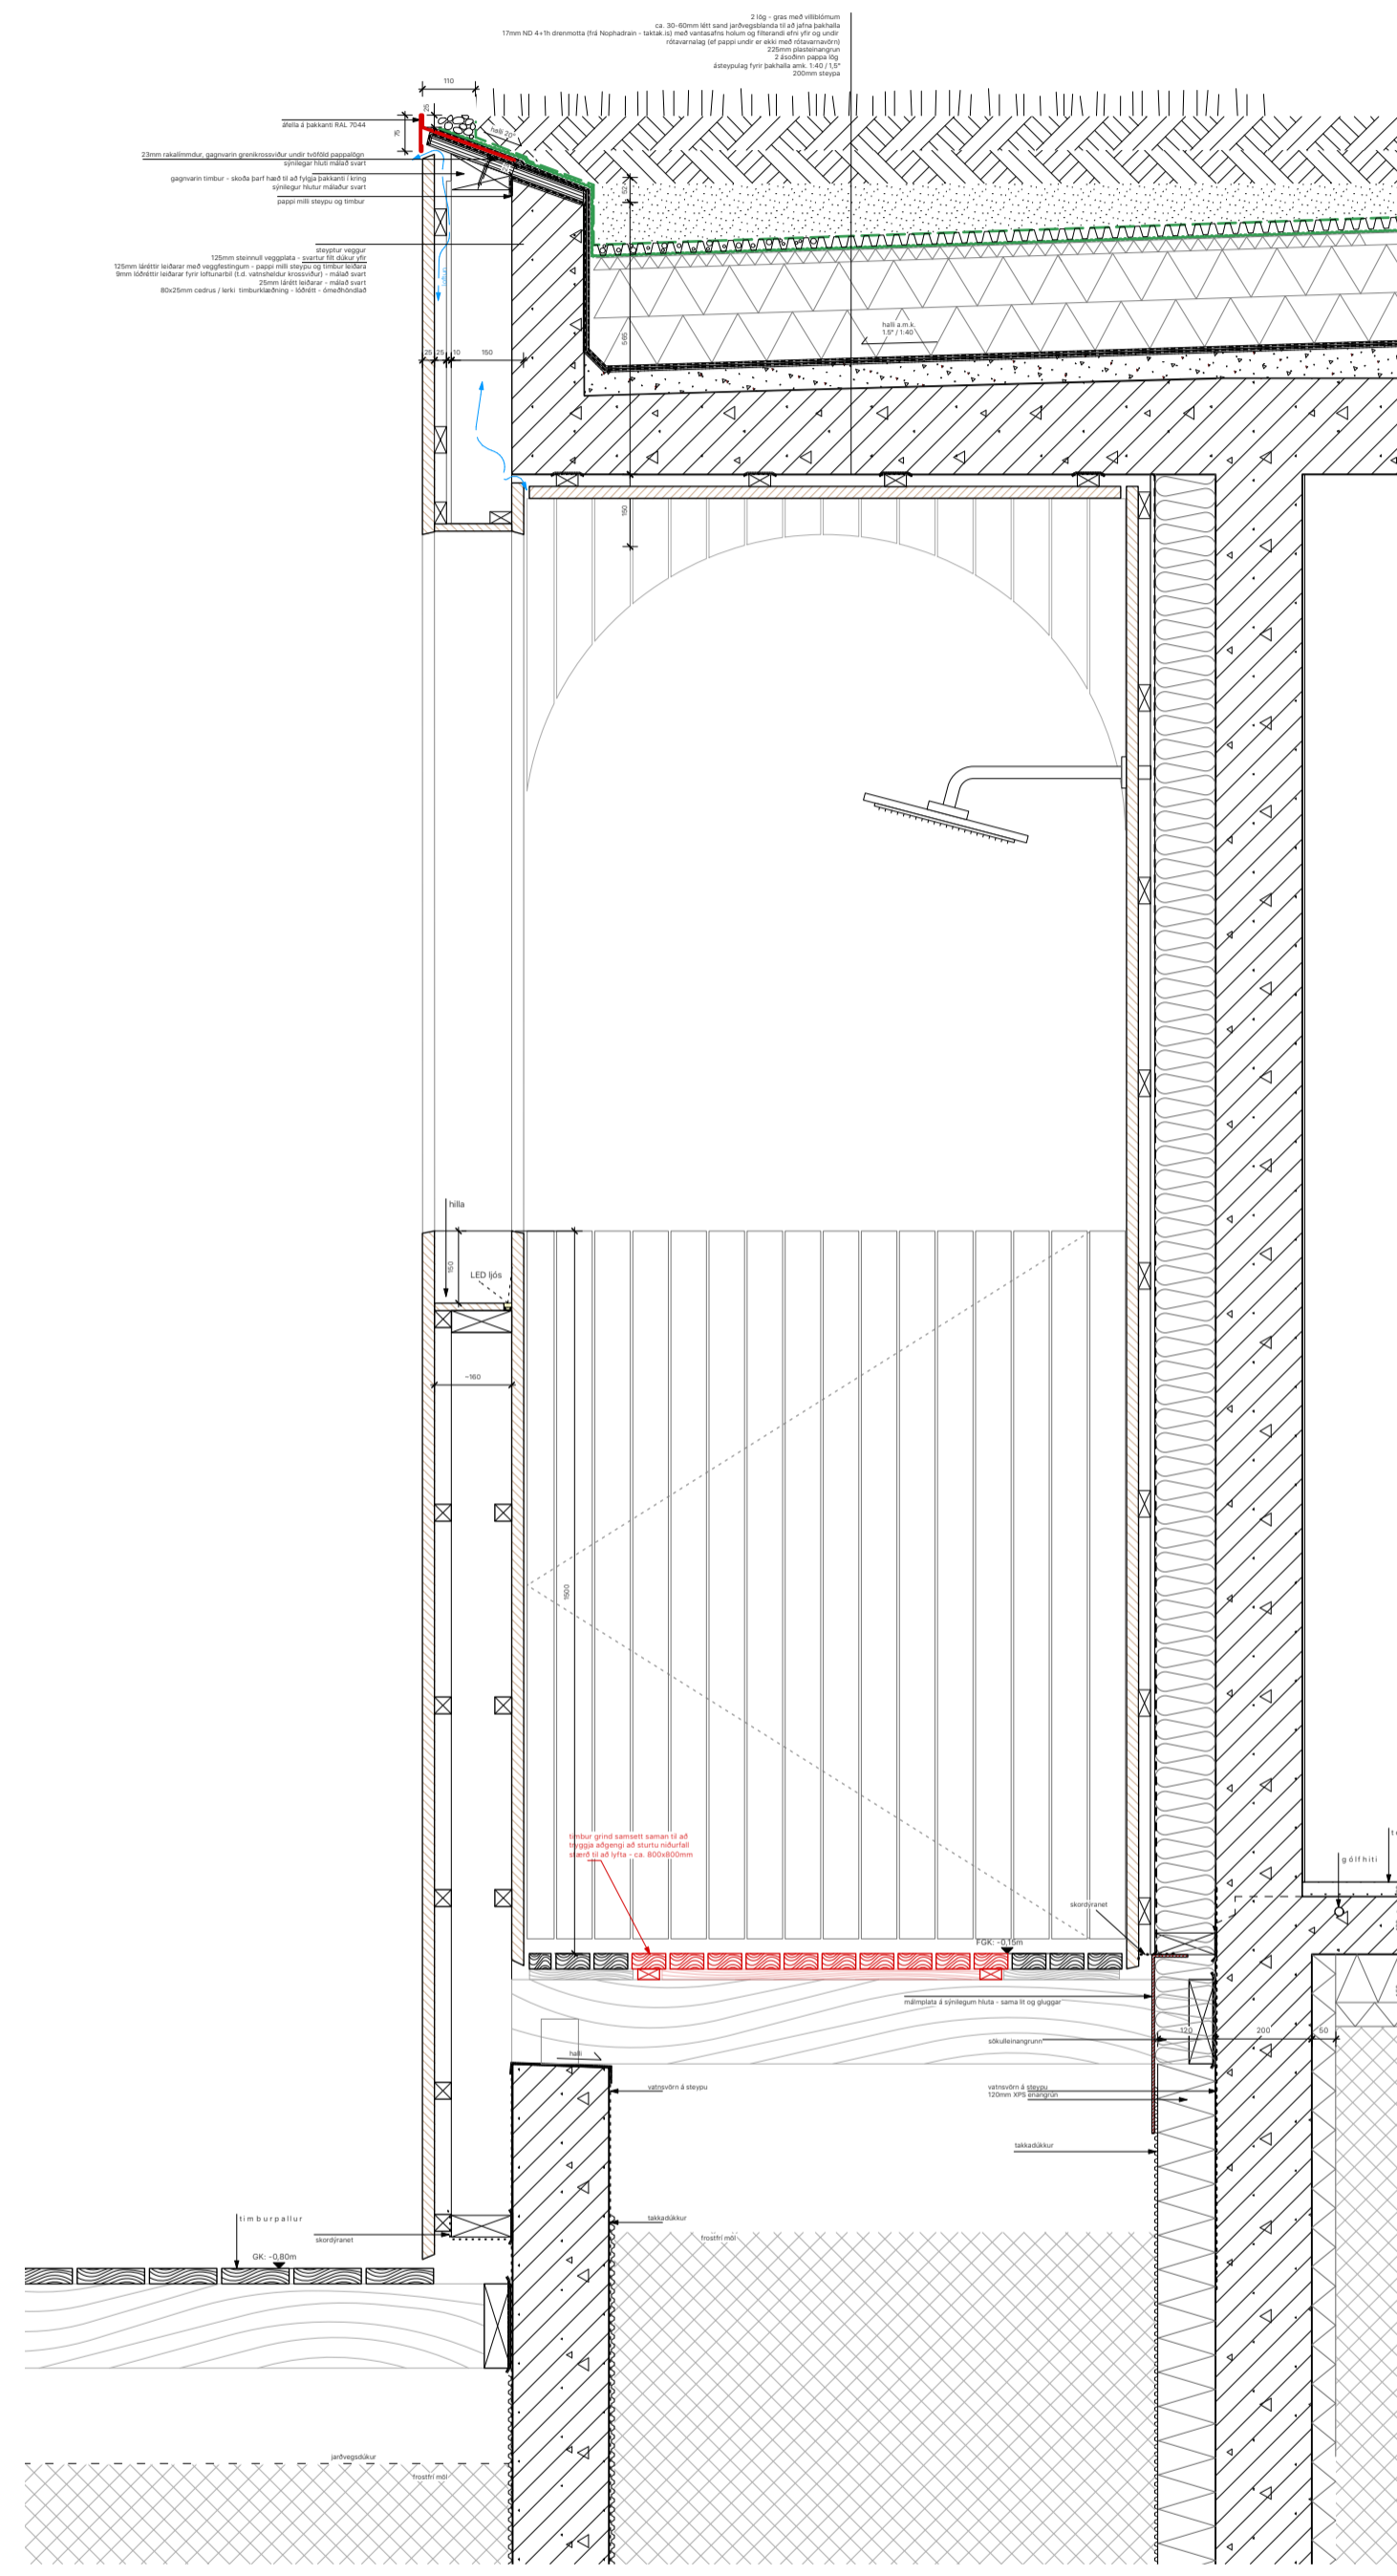 2 lög - gras með villiblómum
ca. 30-60mm létt sand jarðvegsblanda til að jafna þakhalla
17mm ND 4+1h drenmotta (frá Nophadrain - taktak.is) með vantasafns holum og filterandi efni yfir og undir
rótavarnalag (ef pappi undir er ekki með rótavarnavörn)
225mm plasteinangrun
2 ásoðinn pappa lög
ásteypulag fyrir þakhalla amk. 1:40 / 1,5°
200mm steypa
110
25
75
halli 20°
áfella á þakkanti RAL 7044
23mm rakalímmdur, gagnvarin grenikrossviður undir tvöföld pappalögn
sýnilegar hluti málað svart
gagnvarin timbur - skoða þarf hæð til að fylgja þakkanti í kring
sýnilegur hlutur málaður svart
pappi milli steypu og timbur
52
steyptur veggur
125mm steinnull veggplata - svartur filt dúkur yfir
125mm láréttir leiðarar með veggfestingum - pappi milli steypu og timbur leiðara
9mm lóðréttir leiðarar fyrir loftunarbil (t.d. vatnsheldur krossviður) - málað svart
25mm lárétt leiðarar - málað svart
80x25mm cedrus / lerki timburklæðning - lóðrétt - ómeðhöndlað
halli a.m.k.
1.5° / 1:40
565
25
25
10
150
150
hilla
150
LED ljós
~160
1500
timbur grind samsett saman til að
tryggja aðgengi að sturtu niðurfall
stærð til að lyfta - ca. 800x800mm
gólfhiti
skordýranet
FGK: -0,15m
málmplata á sýnilegum hluta - sama lit og gluggar
120
200
50
sökulleinangrunn
halli
vatnsvörn á steypu
vatnsvörn á steypu
120mm XPS einangrun
takkadúkkur
timburpallur
takkadúkkur
skordýranet
frostfrí möl
GK: -0,80m
jarðvegsdúkur
frostfrí möl